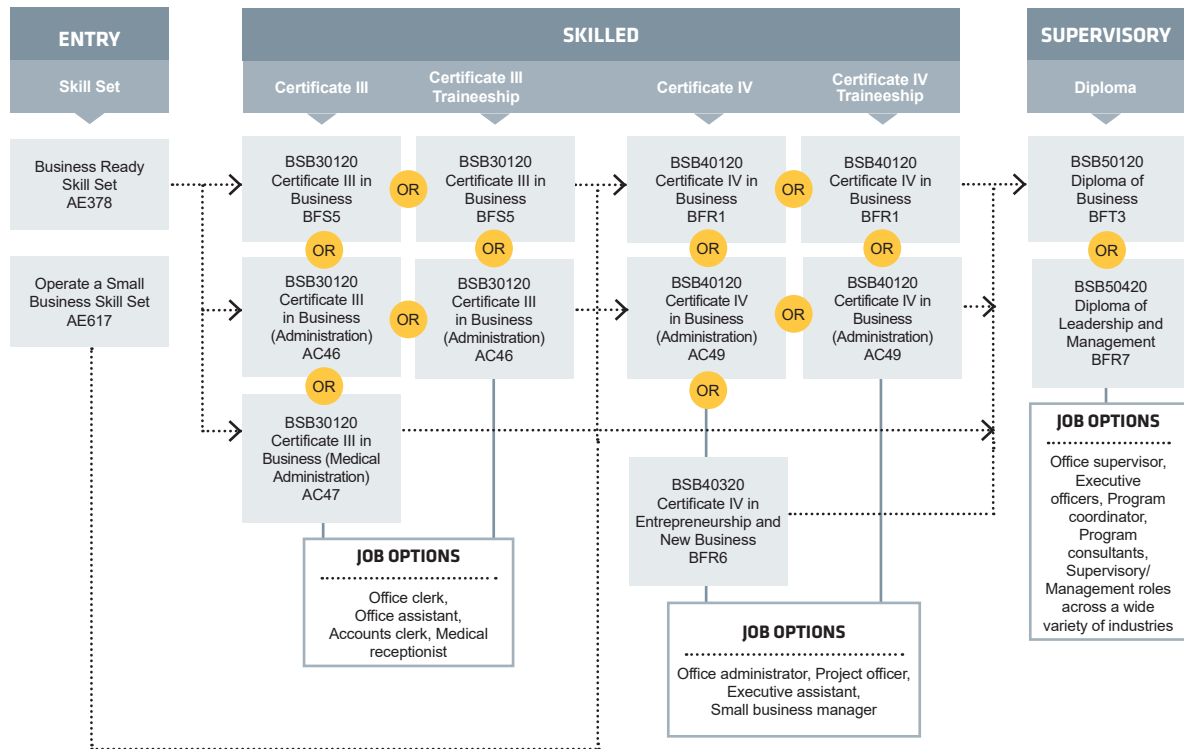 ENTRY
SKILLED
SUPERVISORY
Skill Set
Certificate III
Certificate III
Traineeship
Certificate IV
Certificate IV
Traineeship
Diploma
Business Ready
Skill Set
AE378
BSB30120
Certificate III in
Business
BFS5
OR
BSB30120
Certificate III in
Business
BFS5
BSB40120
Certificate IV in
Business
BFR1
OR
BSB40120
Certificate IV in
Business
BFR1
BSB50120
Diploma of
Business
BFT3
OR
OR
OR
OR
OR
Operate a Small
Business Skill Set
AE617
BSB30120
Certificate III
in Business
(Administration)
AC46
OR
BSB30120
Certificate III
in Business
(Administration)
AC46
BSB40120
Certificate IV
in Business
(Administration)
AC49
OR
BSB40120
Certificate IV in
Business
(Administration)
AC49
BSB50420
Diploma of
Leadership and
Management
BFR7
OR
OR
BSB30120
Certificate III in
Business (Medical
Administration)
AC47
BSB40320
Certificate IV in
Entrepreneurship and
New Business
BFR6
JOB OPTIONS
Office clerk,
Office assistant,
Accounts clerk, Medical
receptionist
JOB OPTIONS
Office administrator, Project officer,
Executive assistant,
Small business manager
JOB OPTIONS
Office supervisor,
Executive
officers, Program
coordinator,
Program
consultants,
Supervisory/
Management roles
across a wide
variety of industries